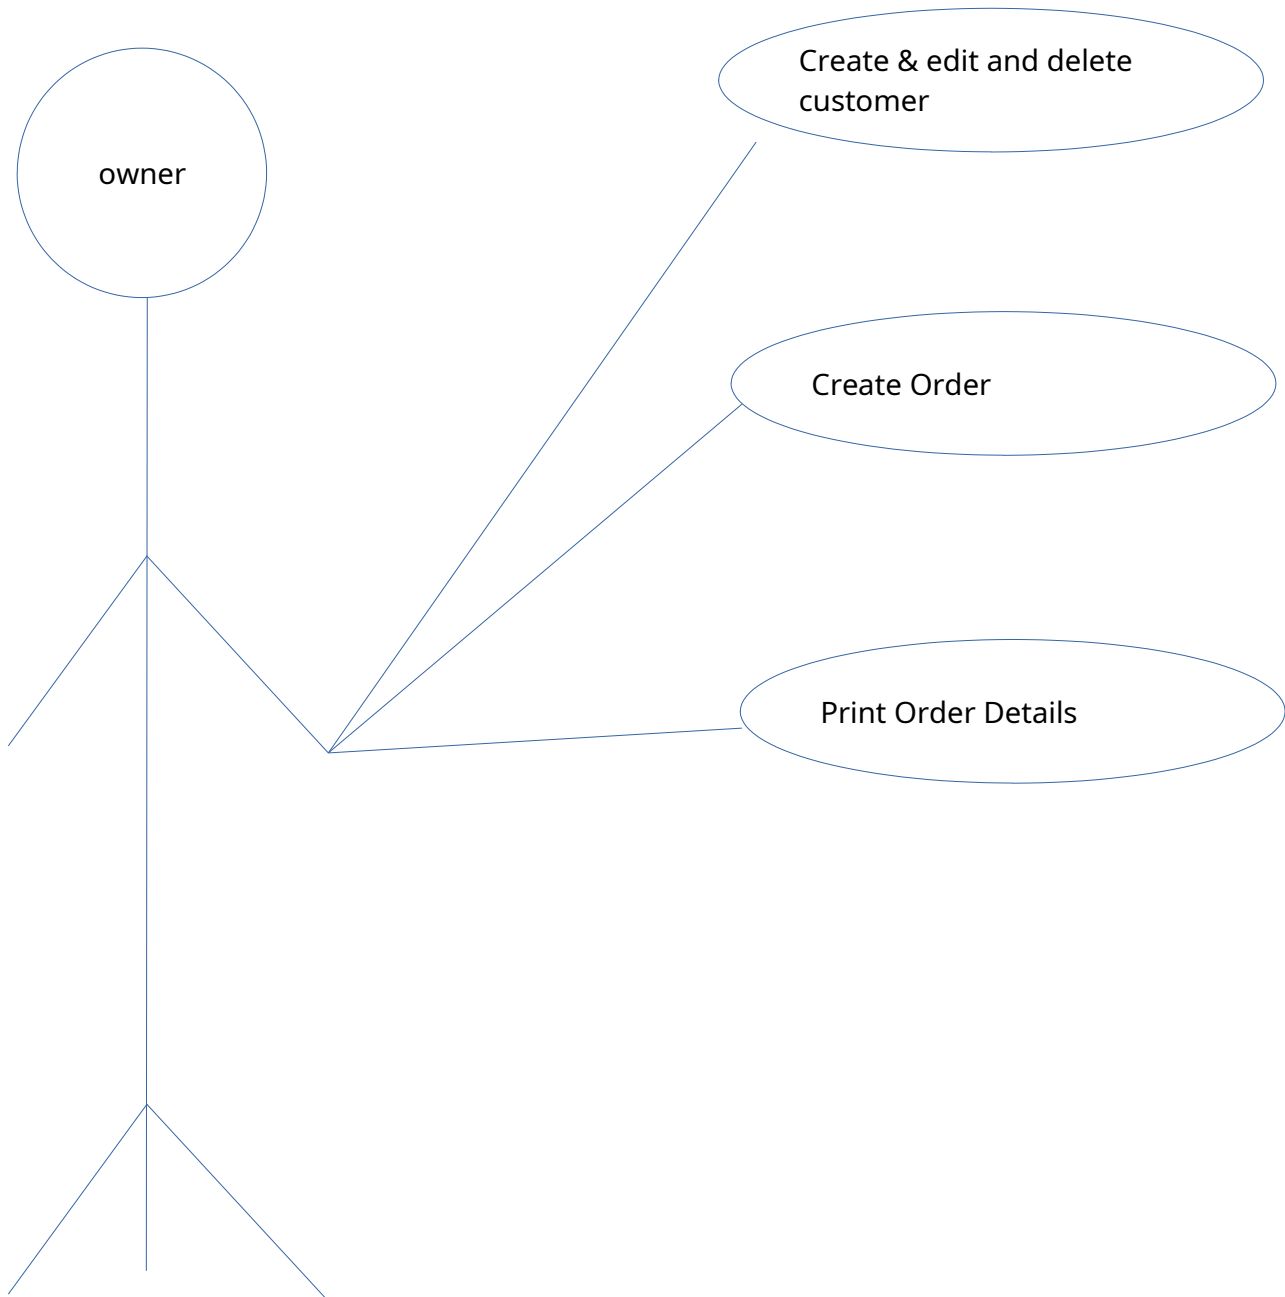 owner
Create & edit and delete
customer
Create Order
Print Order Details